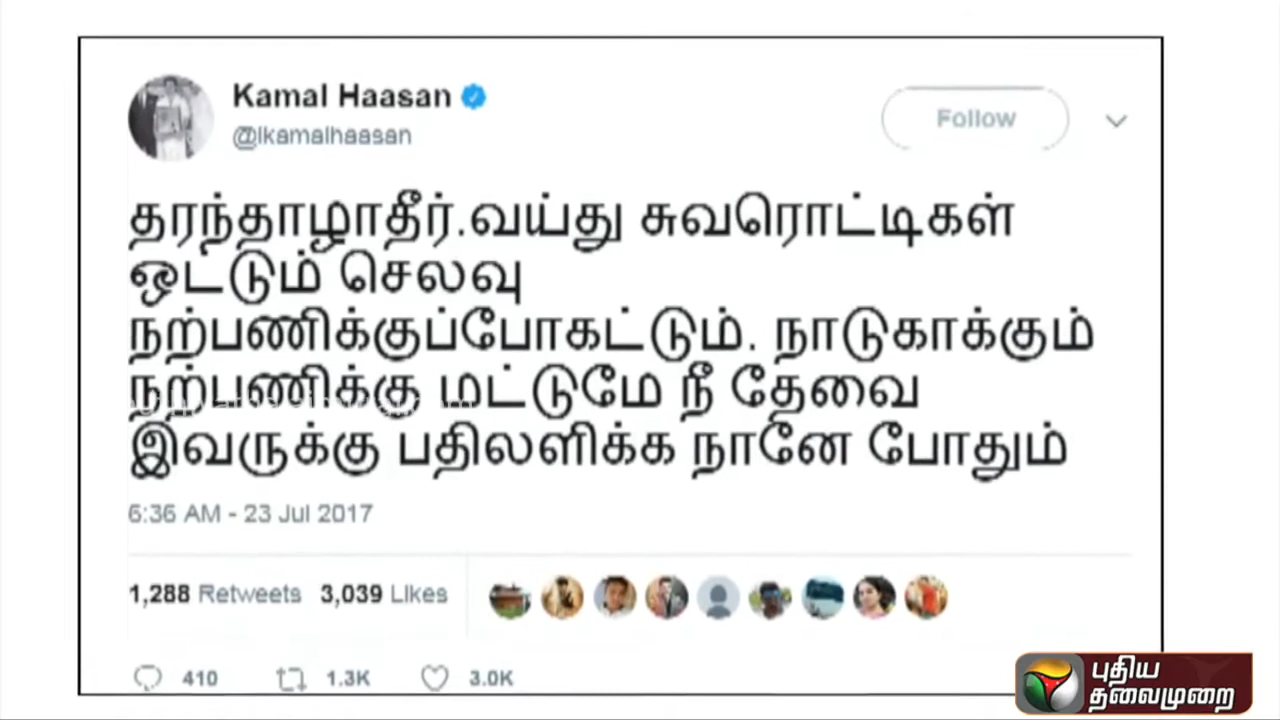 Kamal Haasan
@ikamalhaasan
Follow
தரந்தாழாதீர்.வய்து சுவரொட்டிகள்
ஒட்டும் செலவு
நற்பணிக்குப்போகட்டும். நாடுகாக்கும்
நற்பணிக்கு மட்டுமே நீ தேவை
இவருக்கு பதிலளிக்க நானே போதும்
6:36 AM - 23 Jul 2017
1,288 Retweets 3,039 Likes
410 1.3K 3.0K
புதிய
தலைமுறை